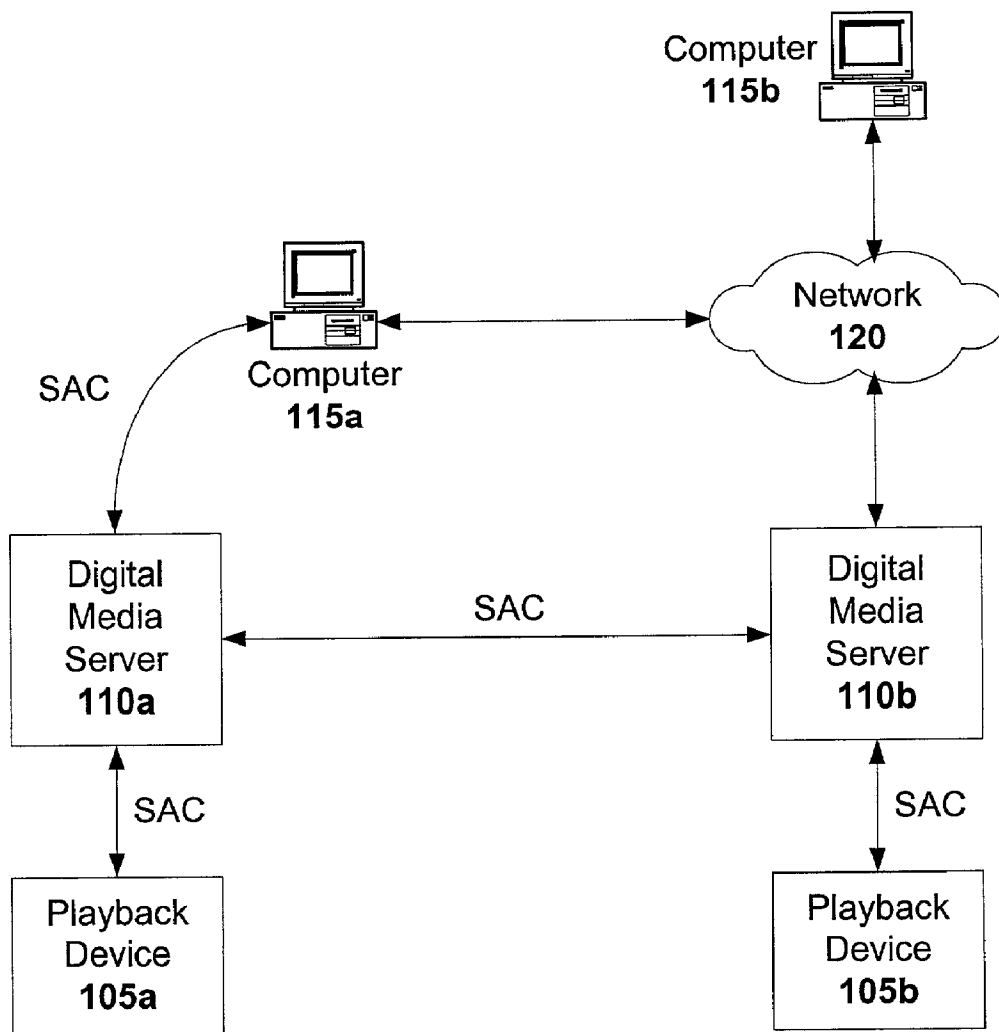 Computer
115b
Network
120
SAC
Computer
115a
Digital
Media
Server
110a
SAC
Digital
Media
Server
110b
SAC
SAC
Playback
Device
105a
Playback
Device
105b